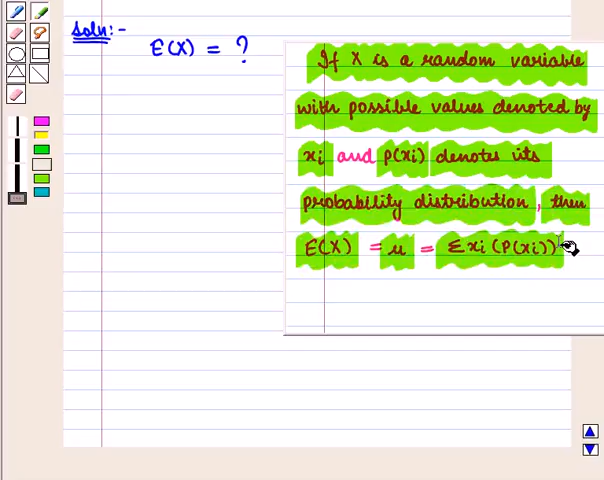 Soln:-
E(X) = ?
If X is a random variable
with possible values denoted by
xi and p(xi) denotes its
probability distribution, then
E(X) = u = Σxi(P(xi))